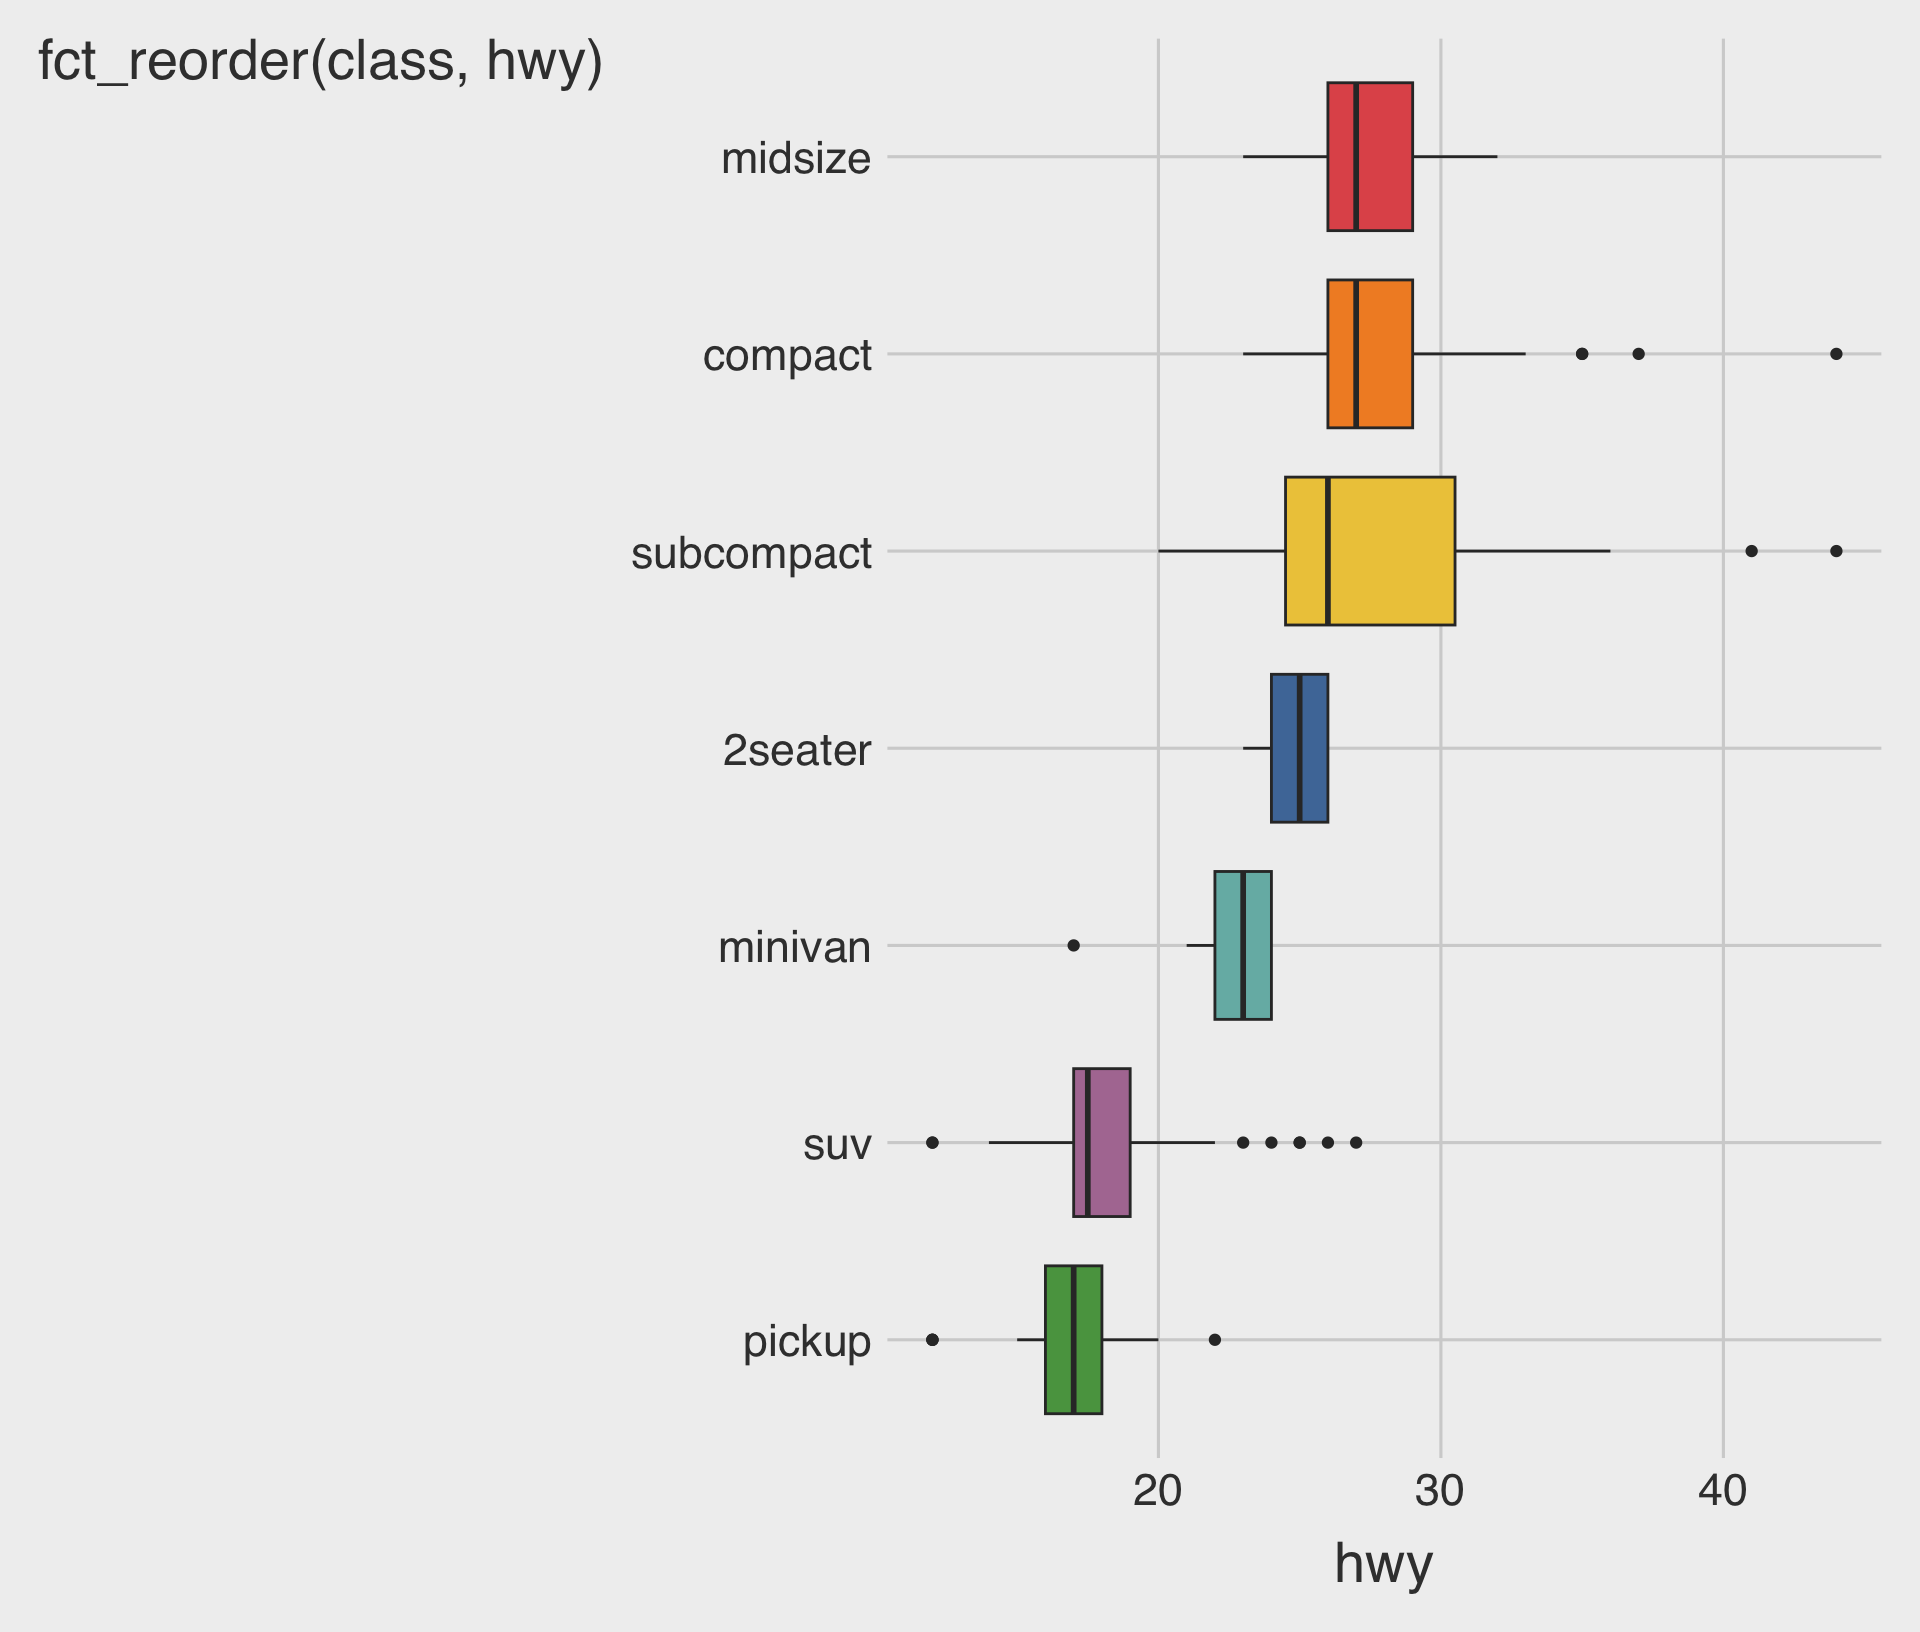 fct_reorder(class, hwy)
midsize
compact
subcompact
2seater
minivan
suv
pickup
20 30 40
hwy